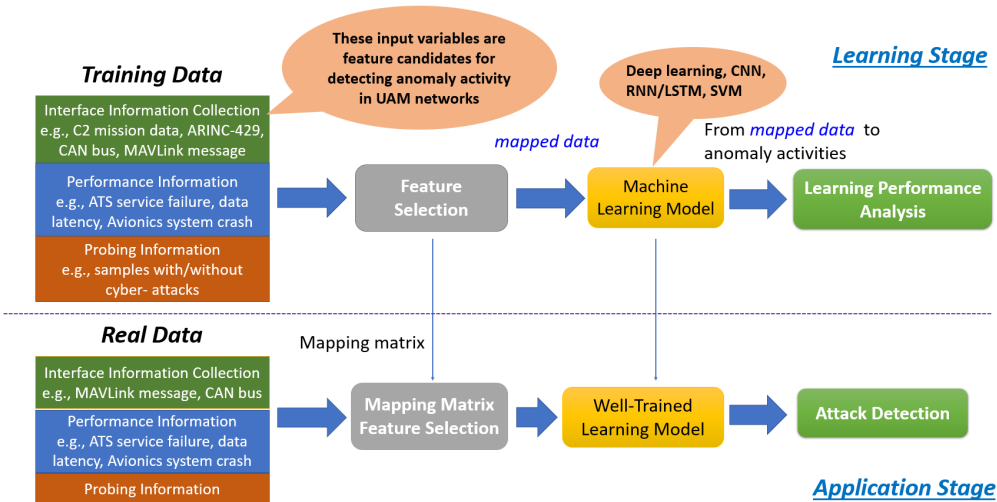 These input variables are
feature candidates for
detecting anomaly activity
in UAM networks
Learning Stage
Training Data
Deep learning, CNN,
RNN/LSTM, SVM
Interface Information Collection
e.g., C2 mission data, ARINC-429,
CAN bus, MAVLink message
mapped data
From mapped data to
anomaly activities
Performance Information
e.g., ATS service failure, data
latency, Avionics system crash
Feature
Selection
Machine
Learning Model
Learning Performance
Analysis
Probing Information
e.g., samples with/without
cyber- attacks
Real Data
Mapping matrix
Interface Information Collection
e.g., MAVLink message, CAN bus
Performance Information
e.g., ATS service failure, data
latency, Avionics system crash
Mapping Matrix
Feature Selection
Well-Trained
Learning Model
Attack Detection
Probing Information
Application Stage